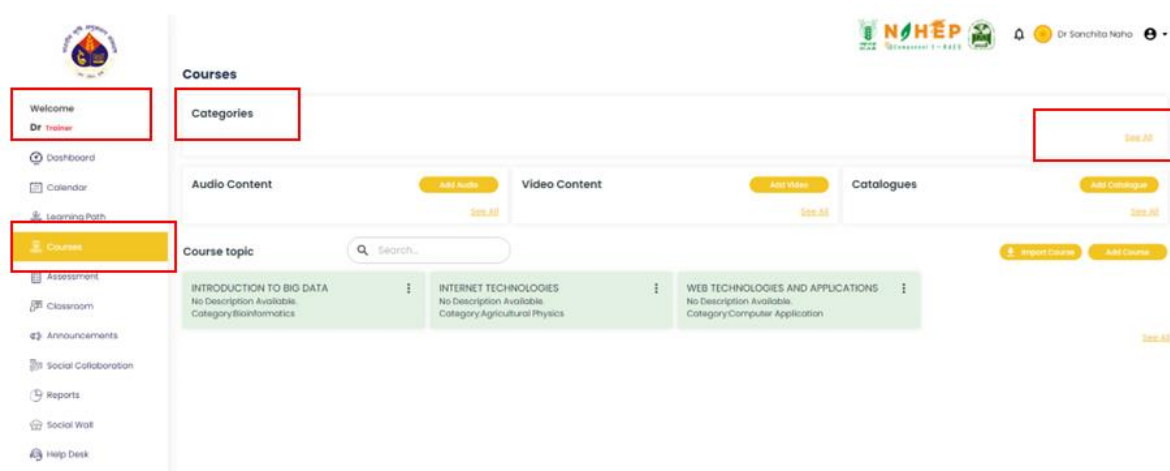 NAHEP
Component 2 - RAES
Dr Sanchita Naha
Courses
Welcome
Dr Trainer
Categories
See All
Dashboard
Calendar
Learning Path
Courses
Assessment
Classroom
Announcements
Social Collaboration
Reports
Social Wall
Help Desk
Audio Content
Add Audio
See All
Video Content
Add Video
See All
Catalogues
Add Catalogue
See All
Course topic
Search...
Import Course
Add Course
INTRODUCTION TO BIG DATA
No Description Available.
Category:Bioinformatics
INTERNET TECHNOLOGIES
No Description Available.
Category:Agricultural Physics
WEB TECHNOLOGIES AND APPLICATIONS
No Description Available.
Category:Computer Application
See All